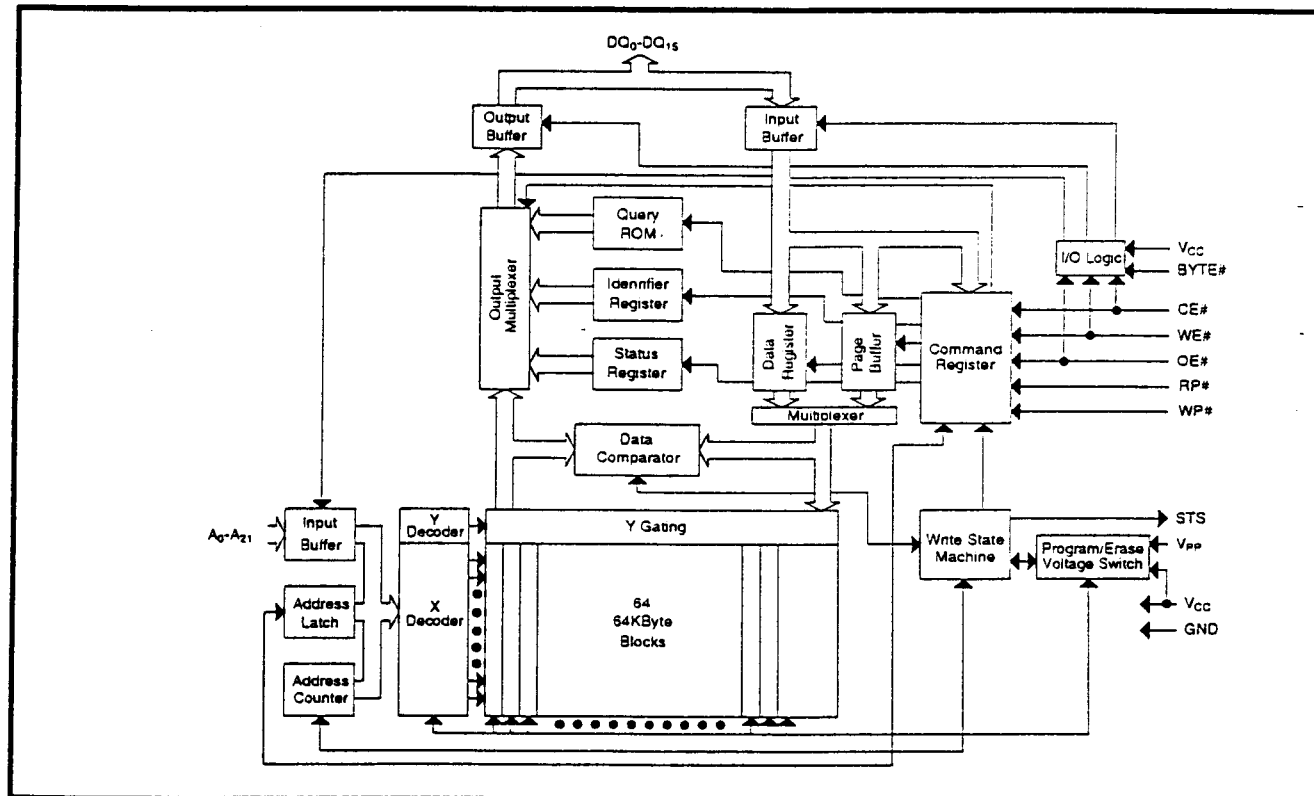 DQ0-DQ15
Output
Buffer
Input
Buffer
Output
Multiplexer
Query
ROM
Idenrifier
Register
Status
Register
Data
Register
Page
Buffer
Multiplexer
Command
Register
I/O Logic
VCC
BYTE#
CE#
WE#
OE#
RP#
WP#
Data
Comparator
A0-A21
Input
Buffer
Y
Decoder
Y Gating
Address
Latch
X
Decoder
64
64KByte
Blocks
Address
Counter
Write State
Machine
Program/Erase
Voltage Switch
STS
VPP
VCC
GND